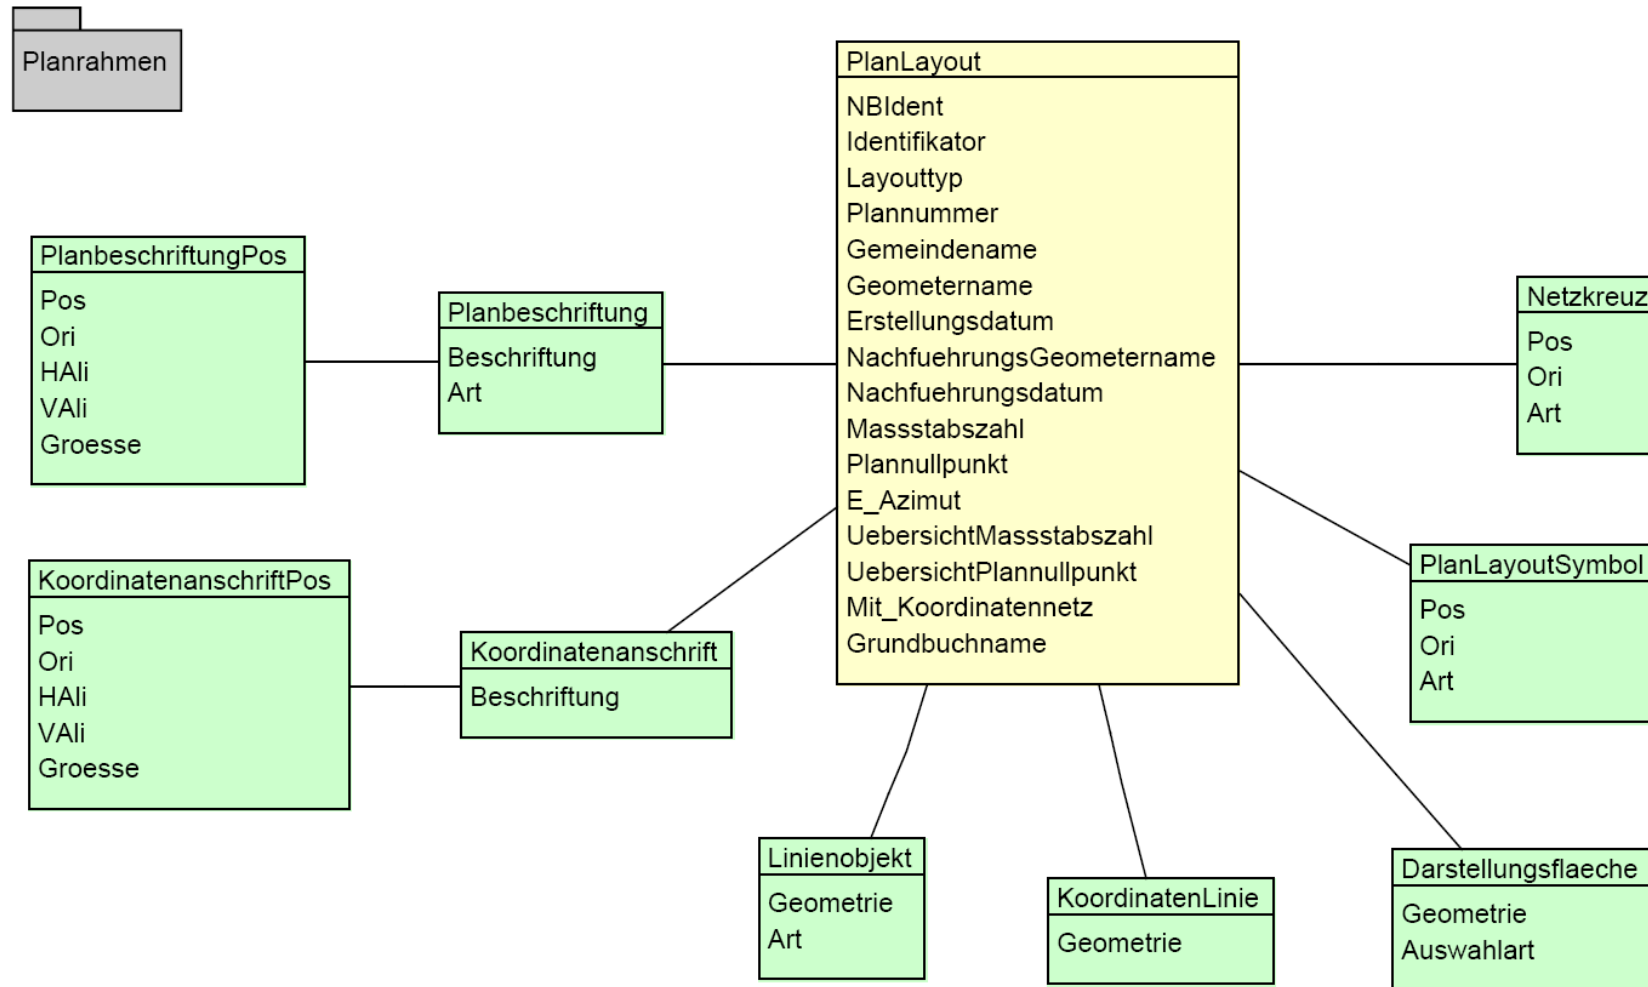 Planrahmen
PlanLayout
NBIdent
Identifikator
Layouttyp
Plannummer
Gemeindename
Geometername
Erstellungsdatum
NachfuehrungsGeometername
Nachfuehrungsdatum
Massstabszahl
Plannullpunkt
E_Azimut
UebersichtMassstabszahl
UebersichtPlannullpunkt
Mit_Koordinatennetz
Grundbuchname
PlanbeschriftungPos
Pos
Ori
HAli
VAli
Groesse
Planbeschriftung
Beschriftung
Art
Netzkreuz
Pos
Ori
Art
KoordinatenanschriftPos
Pos
Ori
HAli
VAli
Groesse
Koordinatenanschrift
Beschriftung
PlanLayoutSymbol
Pos
Ori
Art
Linienobjekt
Geometrie
Art
KoordinatenLinie
Geometrie
Darstellungsflaeche
Geometrie
Auswahlart